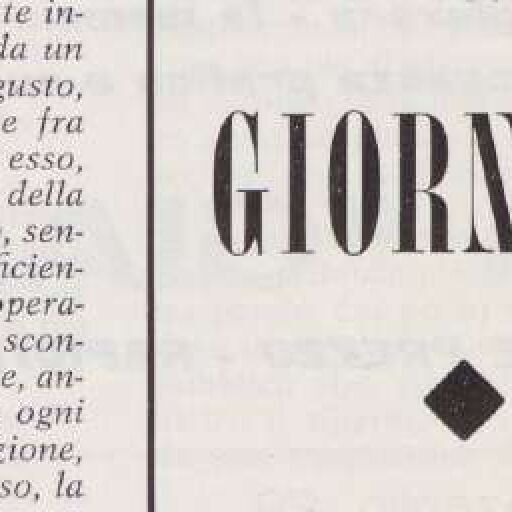 te in-
da un
gusto,
e fra
esso,
della
, sen-
ficien-
opera-
scon-
e, an-
ogni
zione,
so, la
GIORN